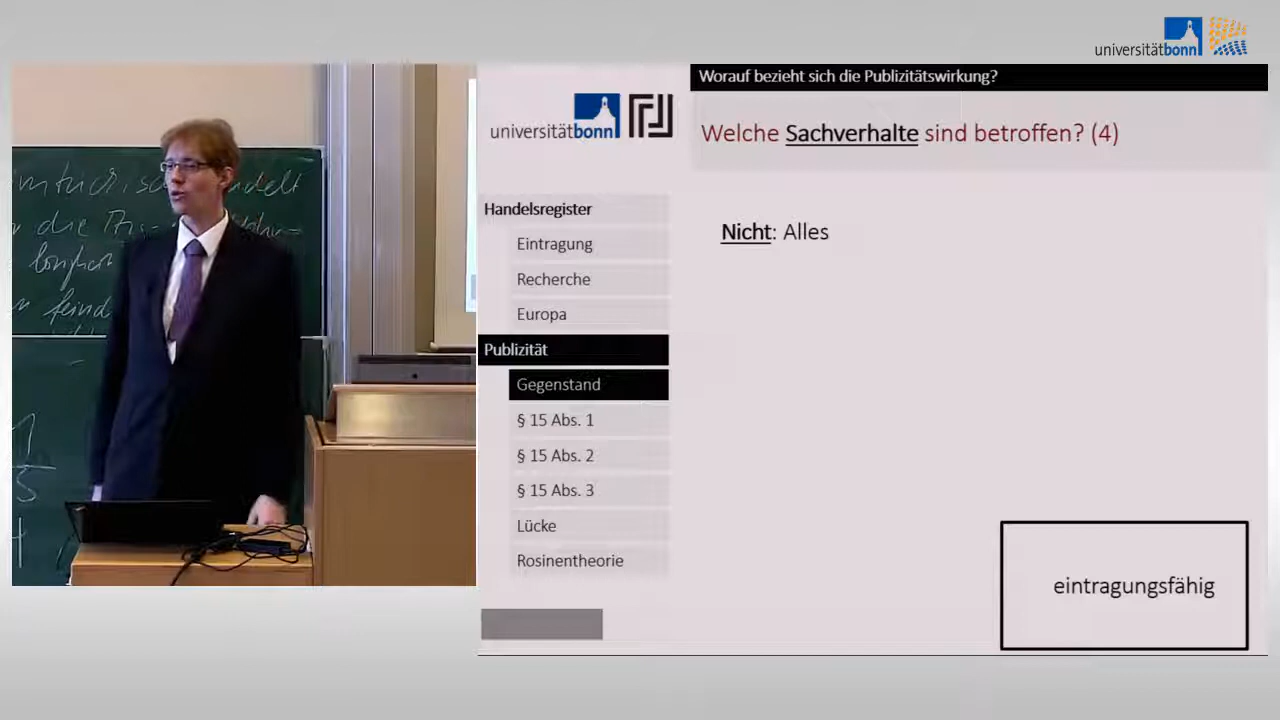 universitätbonn
Worauf bezieht sich die Publizitätswirkung?
universitätbonn
Welche Sachverhalte sind betroffen? (4)
Handelsregister
Eintragung
Recherche
Europa
Publizität
Gegenstand
§ 15 Abs. 1
§ 15 Abs. 2
§ 15 Abs. 3
Lücke
Rosinentheorie
Nicht: Alles
eintragungsfähig
die